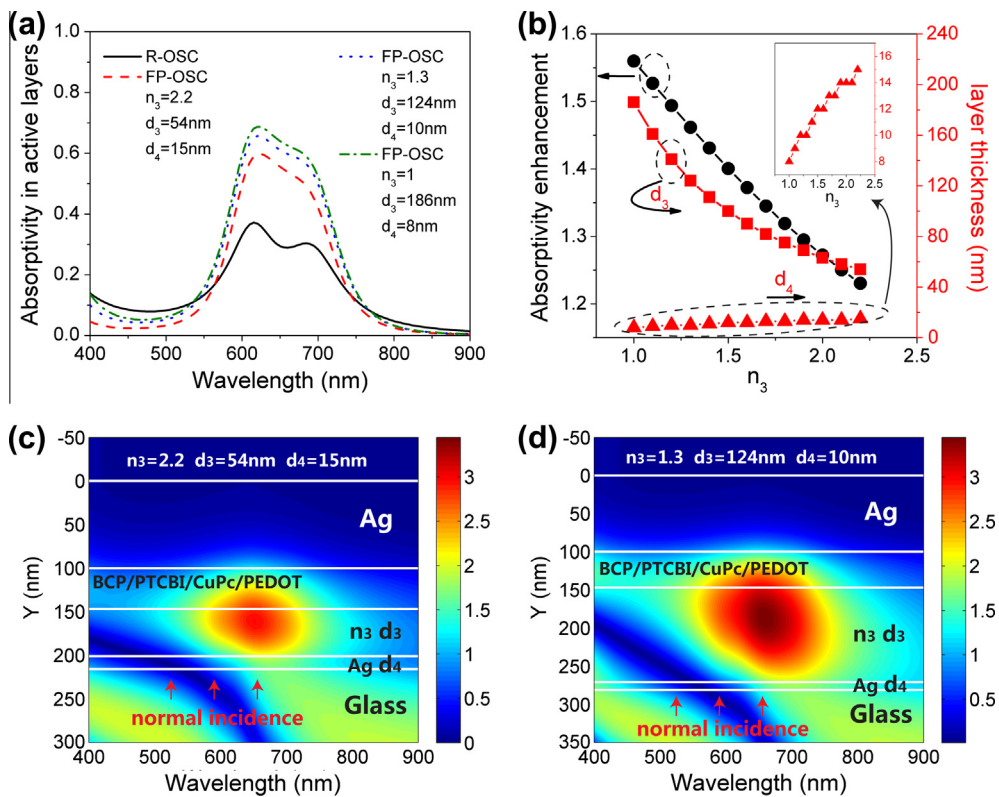 (a)
Absorptivity in active layers
1.0
0.8
0.6
0.4
0.2
0.0
R-OSC
FP-OSC
n3=2.2
d3=54nm
d4=15nm
FP-OSC
n3=1.3
d3=124nm
d4=10nm
FP-OSC
n3=1
d3=186nm
d4=8nm
400 500 600 700 800 900
Wavelength (nm)
(b)
Absorptivity enhancement
1.6
1.5
1.4
1.3
1.2
d3
d4
1.0 1.5 2.0 2.5
n3
240
200
160
120
80
40
0
layer thickness (nm)
16
14
12
10
8
1.0 1.5 2.0 2.5
n3
(c)
Y (nm)
-50
0
50
100
150
200
250
300
n3=2.2 d3=54nm d4=15nm
Ag
BCP/PTCBI/CuPc/PEDOT
n3 d3
Ag d4
Glass
normal incidence
400 500 600 700 800 900
Wavelength (nm)
3
2.5
2
1.5
1
0.5
0
(d)
Y (nm)
-50
0
50
100
150
200
250
300
350
n3=1.3 d3=124nm d4=10nm
Ag
BCP/PTCBI/CuPc/PEDOT
n3 d3
Ag d4
Glass
normal incidence
400 500 600 700 800 900
Wavelength (nm)
3
2.5
2
1.5
1
0.5